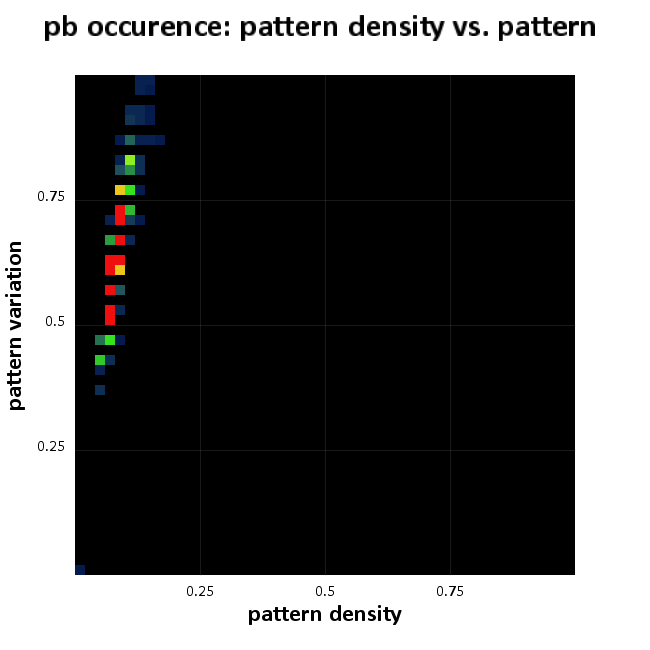 pb occurence: pattern density vs. pattern
0.75
0.5
0.25
pattern variation
0.25 0.5 0.75
pattern density